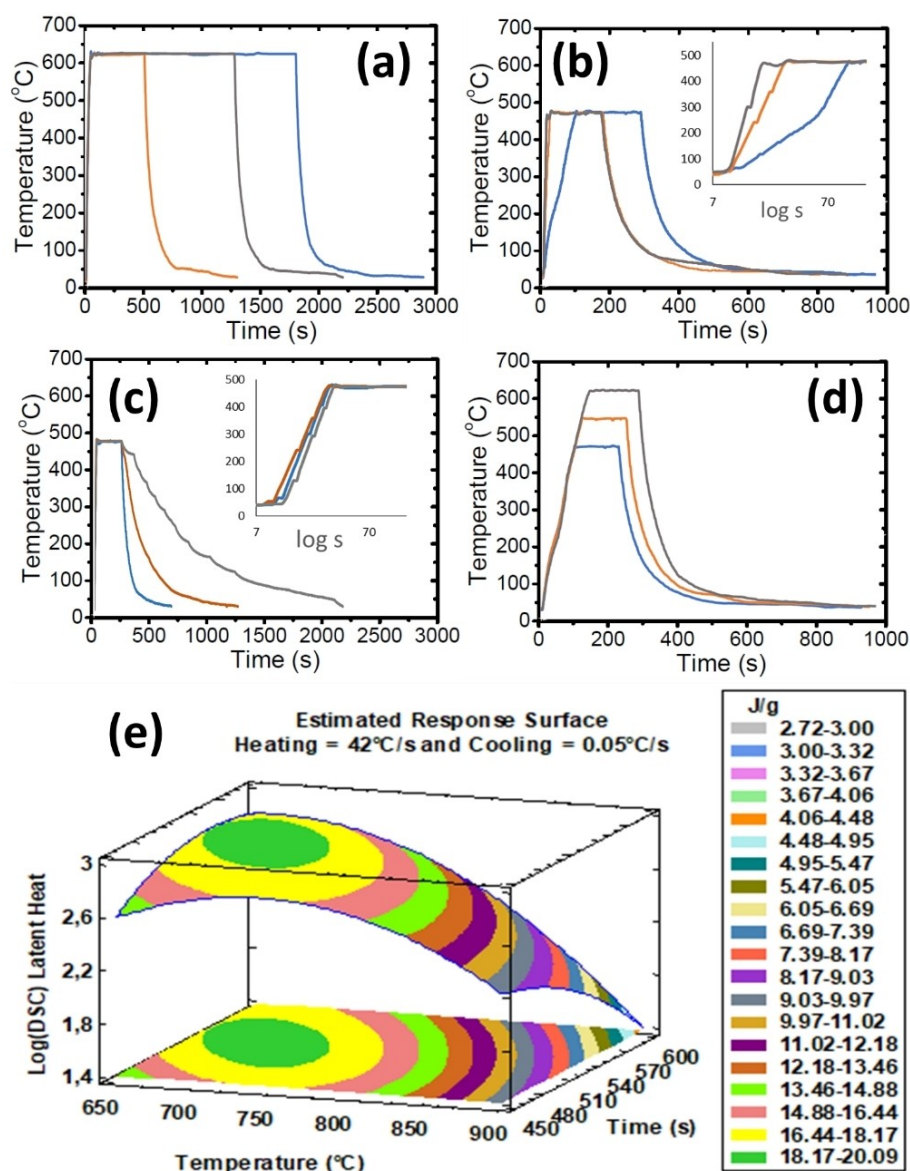 (a)
Temperature (°C)
700
600
500
400
300
200
100
0
0 500 1000 1500 2000 2500 3000
Time (s)
(b)
Temperature (°C)
700
600
500
400
300
200
100
0
0 200 400 600 800 1000
Time (s)
500
400
300
200
100
0
7 70
log s
(c)
Temperature (°C)
700
600
500
400
300
200
100
0
0 500 1000 1500 2000 2500 3000
Time (s)
500
400
300
200
100
0
7 70
log s
(d)
Temperature (°C)
700
600
500
400
300
200
100
0
0 200 400 600 800 1000
Time (s)
(e)
Estimated Response Surface
Heating = 42°C/s and Cooling = 0.05°C/s
Log(DSC) Latent Heat
3
2,6
2,2
1,8
1,4
650 700 750 800 850 900
Temperature (°C)
450 480 510 540 570 600
Time (s)
J/g
2.72-3.00
3.00-3.32
3.32-3.67
3.67-4.06
4.06-4.48
4.48-4.95
4.95-5.47
5.47-6.05
6.05-6.69
6.69-7.39
7.39-8.17
8.17-9.03
9.03-9.97
9.97-11.02
11.02-12.18
12.18-13.46
13.46-14.88
14.88-16.44
16.44-18.17
18.17-20.09